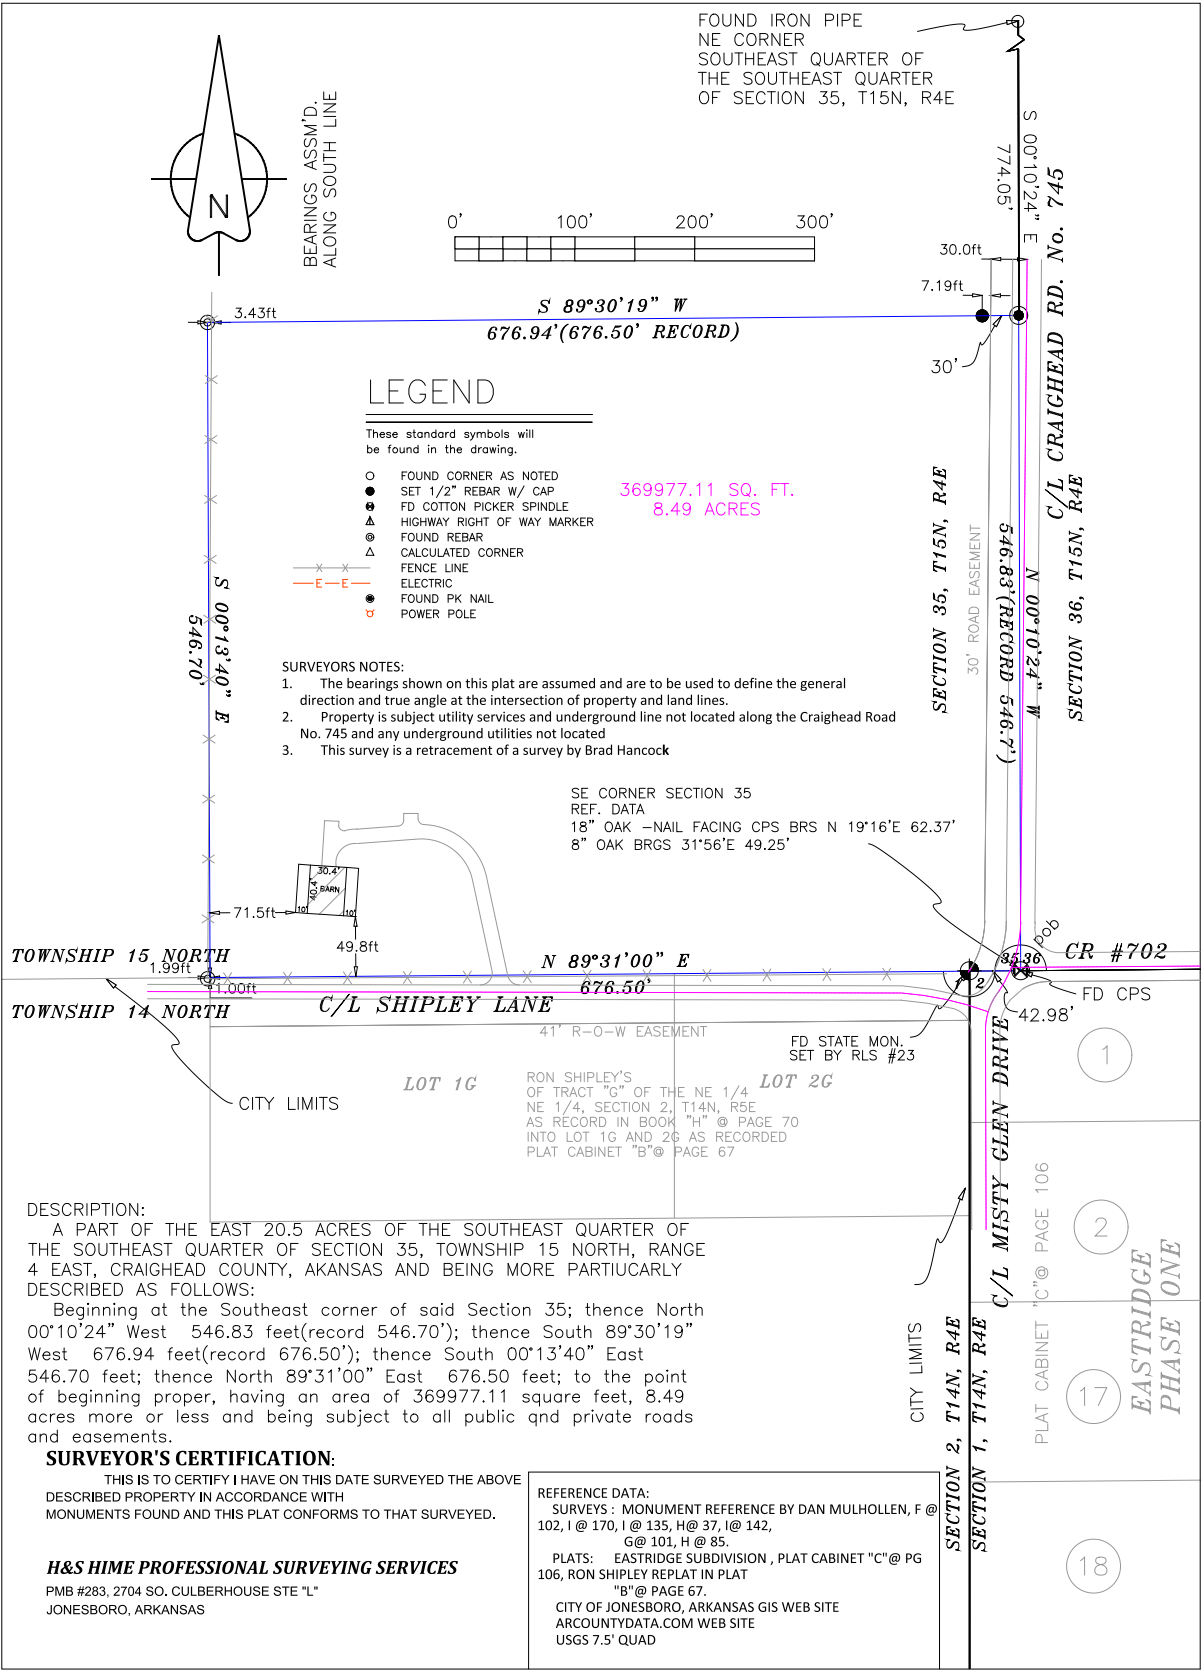 FOUND IRON PIPE
NE CORNER
SOUTHEAST QUARTER OF
THE SOUTHEAST QUARTER
OF SECTION 35, T15N, R4E
BEARINGS ASSM'D.
ALONG SOUTH LINE
N
0' 100' 200' 300'
S 00°10'24" E
774.05'
C/L CRAIGHEAD RD. No. 745
30.0ft
7.19ft
3.43ft
S 89°30'19" W
676.94'(676.50' RECORD)
30'
LEGEND
These standard symbols will
be found in the drawing.
FOUND CORNER AS NOTED
SET 1/2" REBAR W/ CAP
FD COTTON PICKER SPINDLE
HIGHWAY RIGHT OF WAY MARKER
FOUND REBAR
CALCULATED CORNER
FENCE LINE
E E ELECTRIC
FOUND PK NAIL
POWER POLE
369977.11 SQ. FT.
8.49 ACRES
SECTION 35, T15N, R4E
30' ROAD EASEMENT
546.83'(RECORD 546.7')
N 00°10'24" W
SECTION 36, T15N, R4E
S 00°13'40" E
546.70'
SURVEYORS NOTES:
1. The bearings shown on this plat are assumed and are to be used to define the general
direction and true angle at the intersection of property and land lines.
2. Property is subject utility services and underground line not located along the Craighead Road
No. 745 and any underground utilities not located
3. This survey is a retracement of a survey by Brad Hancock
SE CORNER SECTION 35
REF. DATA
18" OAK -NAIL FACING CPS BRS N 19°16'E 62.37'
8" OAK BRGS 31°56'E 49.25'
30.4'
40.4'
BARN
10' 10'
71.5ft
49.8ft
pob
TOWNSHIP 15 NORTH
1.99ft
1.00ft
TOWNSHIP 14 NORTH
N 89°31'00" E
676.50'
C/L SHIPLEY LANE
35 36
2
CR #702
FD CPS
42.98'
41' R-O-W EASEMENT
FD STATE MON.
SET BY RLS #23
CITY LIMITS
LOT 1G
LOT 2G
RON SHIPLEY'S
OF TRACT "G" OF THE NE 1/4
NE 1/4, SECTION 2, T14N, R5E
AS RECORD IN BOOK "H" @ PAGE 70
INTO LOT 1G AND 2G AS RECORDED
PLAT CABINET "B"@ PAGE 67
C/L MISTY GLEN DRIVE
1
2
17
18
PLAT CABINET "C"@ PAGE 106
EASTRIDGE
PHASE ONE
CITY LIMITS
SECTION 2, T14N, R4E
SECTION 1, T14N, R4E
DESCRIPTION:
A PART OF THE EAST 20.5 ACRES OF THE SOUTHEAST QUARTER OF
THE SOUTHEAST QUARTER OF SECTION 35, TOWNSHIP 15 NORTH, RANGE
4 EAST, CRAIGHEAD COUNTY, AKANSAS AND BEING MORE PARTIUCARLY
DESCRIBED AS FOLLOWS:
Beginning at the Southeast corner of said Section 35; thence North
00°10'24" West 546.83 feet(record 546.70'); thence South 89°30'19"
West 676.94 feet(record 676.50'); thence South 00°13'40" East
546.70 feet; thence North 89°31'00" East 676.50 feet; to the point
of beginning proper, having an area of 369977.11 square feet, 8.49
acres more or less and being subject to all public qnd private roads
and easements.
SURVEYOR'S CERTIFICATION:
THIS IS TO CERTIFY I HAVE ON THIS DATE SURVEYED THE ABOVE
DESCRIBED PROPERTY IN ACCORDANCE WITH
MONUMENTS FOUND AND THIS PLAT CONFORMS TO THAT SURVEYED.
H&S HIME PROFESSIONAL SURVEYING SERVICES
PMB #283, 2704 SO. CULBERHOUSE STE "L"
JONESBORO, ARKANSAS
REFERENCE DATA:
SURVEYS : MONUMENT REFERENCE BY DAN MULHOLLEN, F @
102, I @ 170, I @ 135, H@ 37, I@ 142,
G@ 101, H @ 85.
PLATS: EASTRIDGE SUBDIVISION , PLAT CABINET "C"@ PG
106, RON SHIPLEY REPLAT IN PLAT
"B"@ PAGE 67.
CITY OF JONESBORO, ARKANSAS GIS WEB SITE
ARCOUNTYDATA.COM WEB SITE
USGS 7.5' QUAD